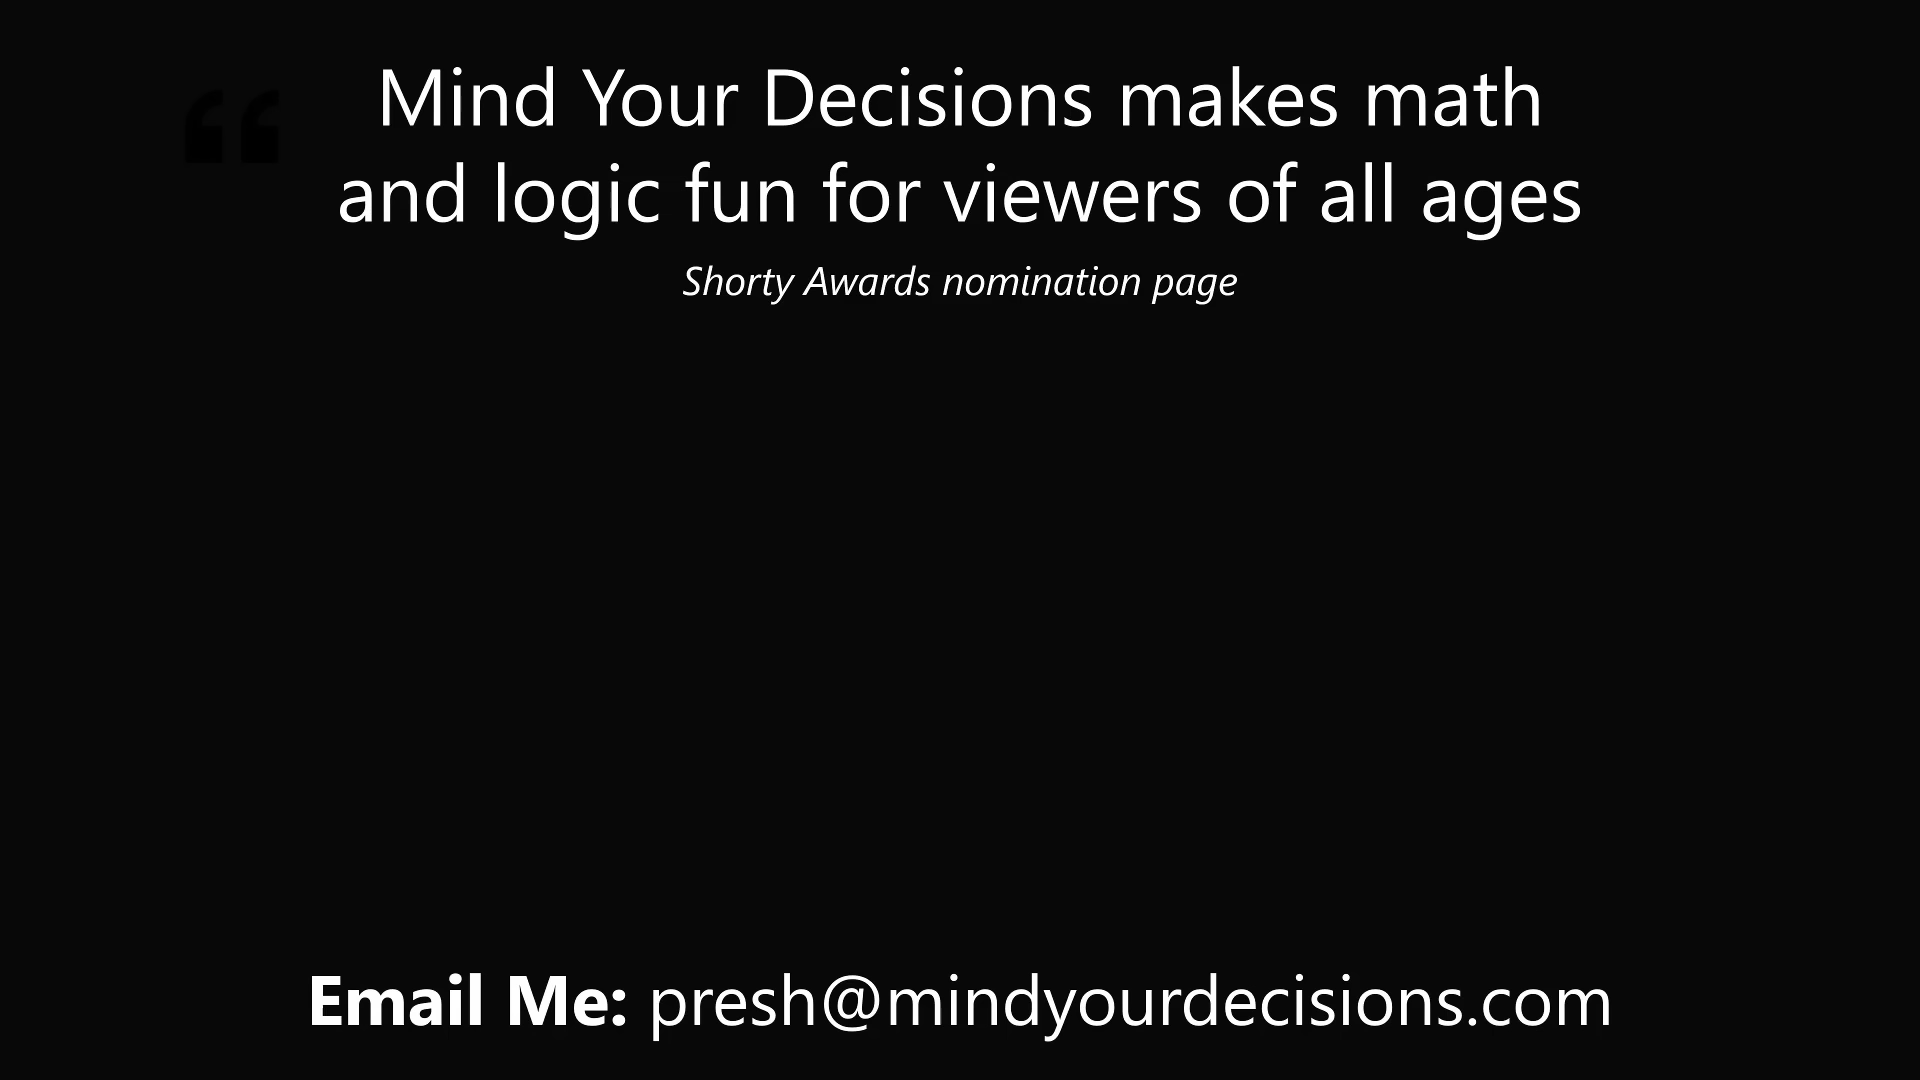 “
Mind Your Decisions makes math
and logic fun for viewers of all ages
Shorty Awards nomination page
Email Me: presh@mindyourdecisions.com